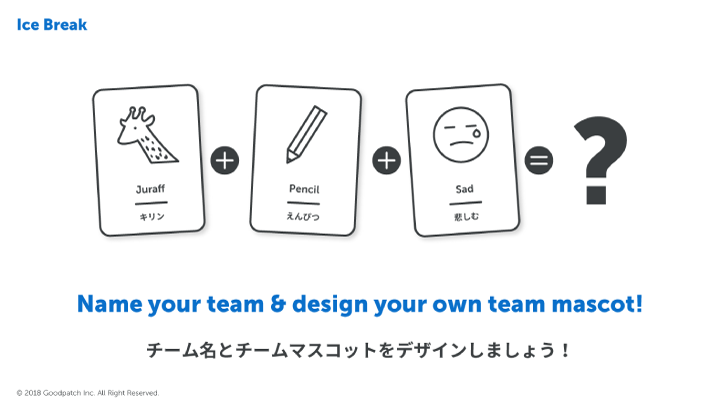 Ice Break
Juraff
キリン
Pencil
えんぴつ
Sad
悲しむ
Name your team & design your own team mascot!
チーム名とチームマスコットをデザインしましょう！
© 2018 Goodpatch Inc. All Right Reserved.